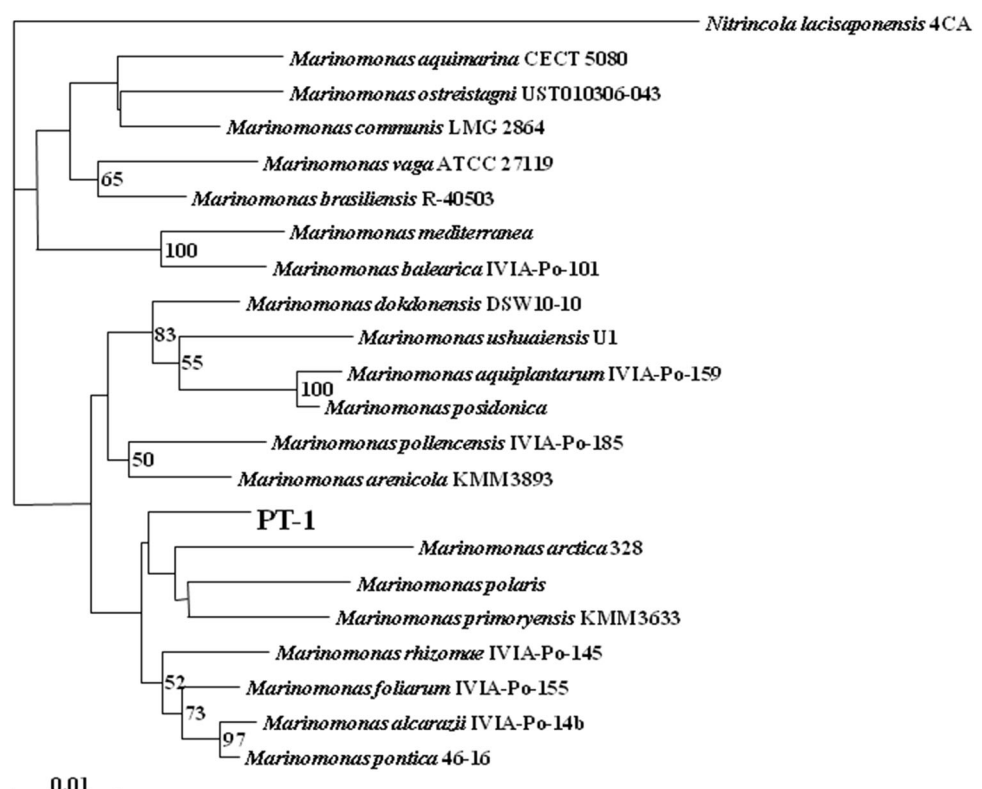 Nitrincola lacisaponensis 4CA
Marinomonas aquimarina CECT 5080
Marinomonas ostreistagni UST010306-043
Marinomonas communis LMG 2864
Marinomonas vaga ATCC 27119
65
Marinomonas brasiliensis R-40503
Marinomonas mediterranea
100
Marinomonas balearica IVIA-Po-101
Marinomonas dokdonensis DSW10-10
83
Marinomonas ushuaiensis U1
55
Marinomonas aquiplantarum IVIA-Po-159
100
Marinomonas posidonica
Marinomonas pollencensis IVIA-Po-185
50
Marinomonas arenicola KMM3893
PT-1
Marinomonas arctica 328
Marinomonas polaris
Marinomonas primoryensis KMM3633
Marinomonas rhizomae IVIA-Po-145
52
Marinomonas foliarum IVIA-Po-155
73
Marinomonas alcarazii IVIA-Po-14b
97
Marinomonas pontica 46-16
0.01